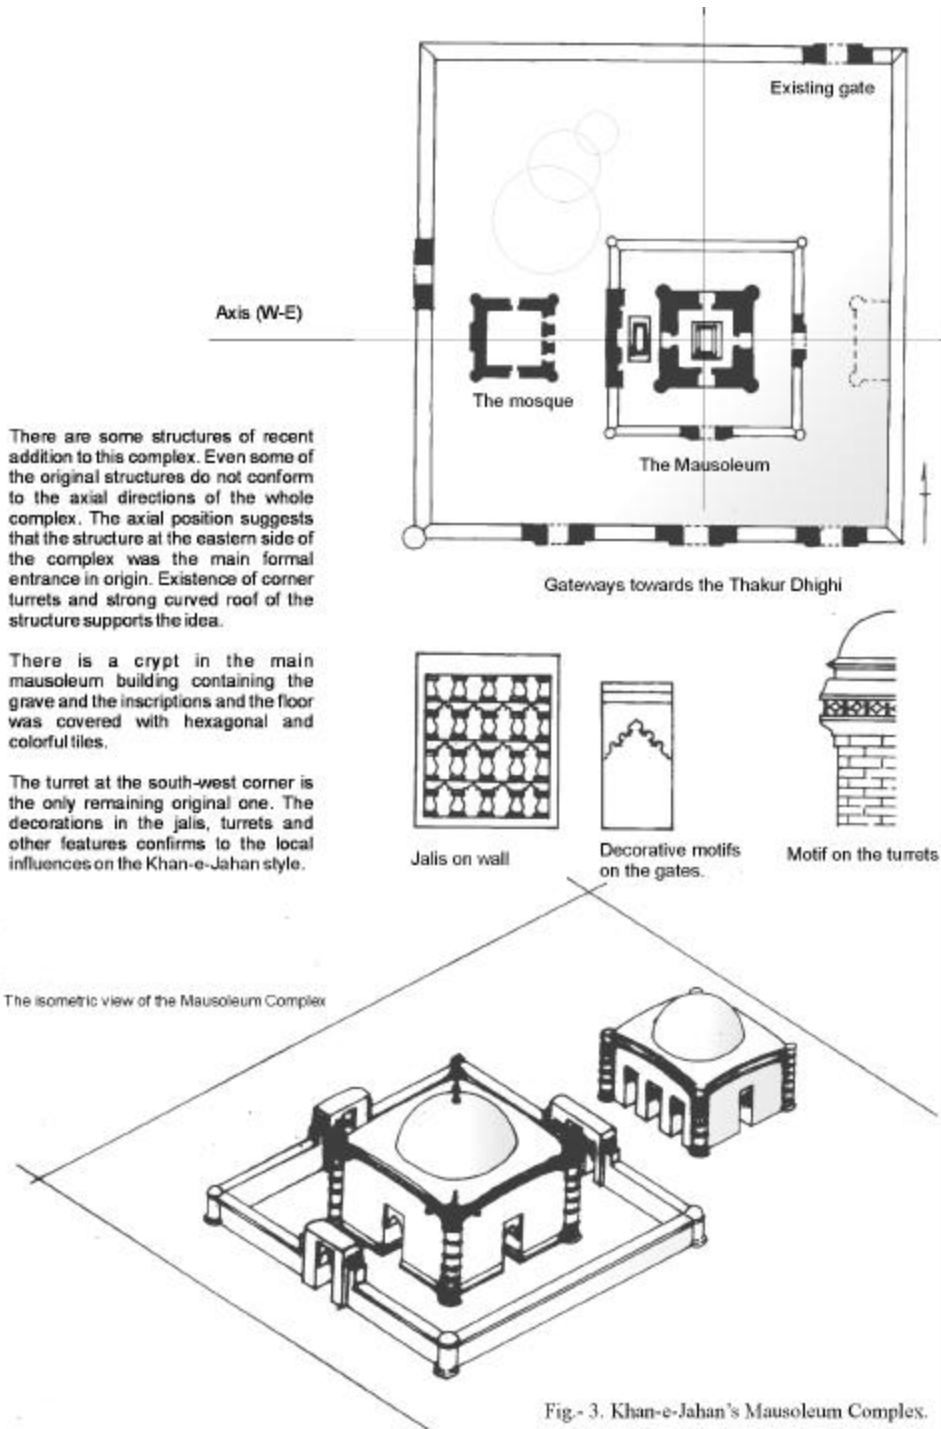 Existing gate
Axis (W-E)
The mosque
The Mausoleum
Gateways towards the Thakur Dhighi
There are some structures of recent
addition to this complex. Even some of
the original structures do not conform
to the axial directions of the whole
complex. The axial position suggests
that the structure at the eastern side of
the complex was the main formal
entrance in origin. Existence of corner
turrets and strong curved roof of the
structure supports the idea.
There is a crypt in the main
mausoleum building containing the
grave and the inscriptions and the floor
was covered with hexagonal and
colorful tiles.
The turret at the south-west corner is
the only remaining original one. The
decorations in the jalis, turrets and
other features confirms to the local
influences on the Khan-e-Jahan style.
Jalis on wall
Decorative motifs
on the gates.
Motif on the turrets
The isometric view of the Mausoleum Complex
Fig.- 3. Khan-e-Jahan's Mausoleum Complex.